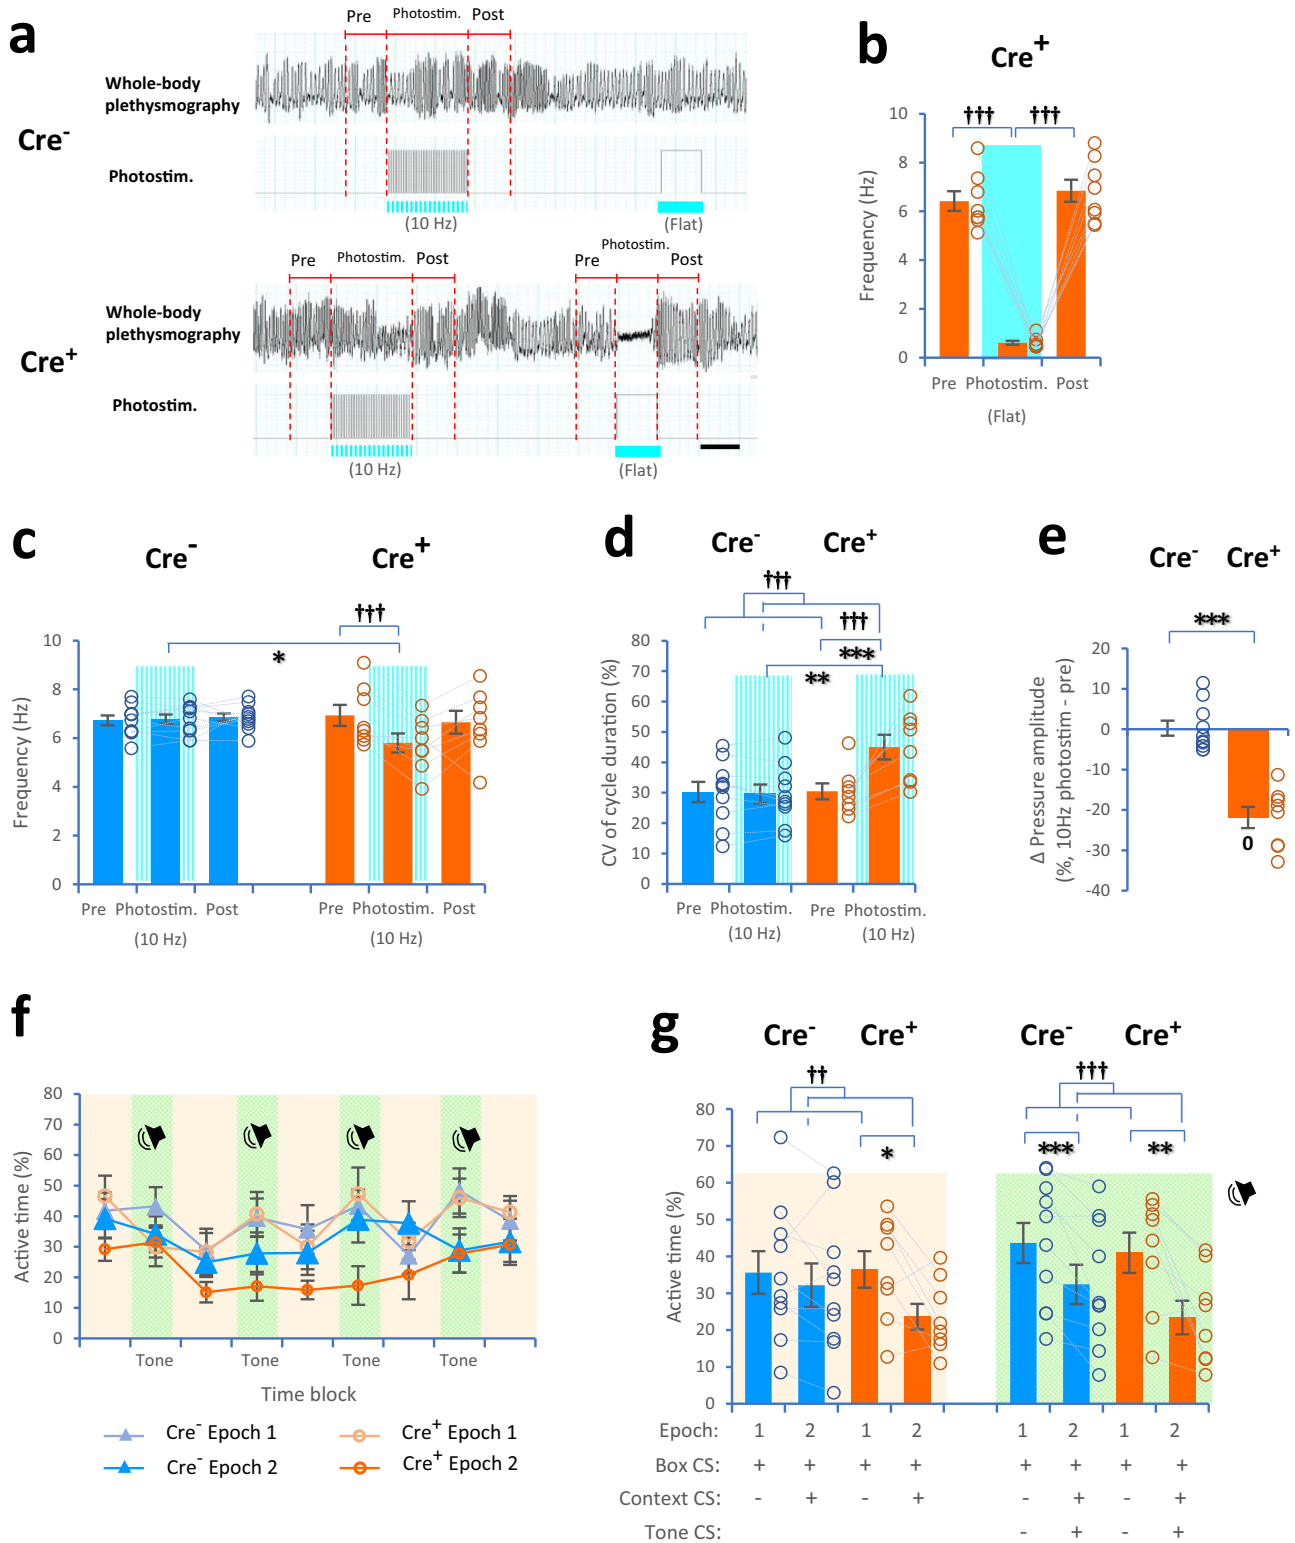 a
Pre Photostim. Post
Whole-body
plethysmography
Cre-
Photostim.
(10 Hz) (Flat)
Pre Photostim. Post Pre Photostim. Post
Whole-body
plethysmography
Cre+
Photostim.
(10 Hz) (Flat)
b
Cre+
††† †††
Frequency (Hz)
10
8
6
4
2
0
Pre Photostim. Post
(Flat)
c
Cre- Cre+
†††
*
Frequency (Hz)
10
8
6
4
2
0
Pre Photostim. Post Pre Photostim. Post
(10 Hz) (10 Hz)
d
Cre- Cre+
†††
†††
***
**
CV of cycle duration (%)
80
70
60
50
40
30
20
10
0
Pre Photostim. Pre Photostim.
(10 Hz) (10 Hz)
e
Cre- Cre+
***
Δ Pressure amplitude
(%, 10Hz photostim - pre)
20
10
0
-10
-20
-30
-40
0
f
Active time (%)
80
70
60
50
40
30
20
10
0
Tone Tone Tone Tone
Time block
Cre- Epoch 1 Cre+ Epoch 1
Cre- Epoch 2 Cre+ Epoch 2
g
Cre- Cre+ Cre- Cre+
†† †††
* *** **
Active time (%)
80
70
60
50
40
30
20
10
0
Epoch: 1 2 1 2 1 2 1 2
Box CS: + + + + + + + +
Context CS: - + - + - + - +
Tone CS: - + - +